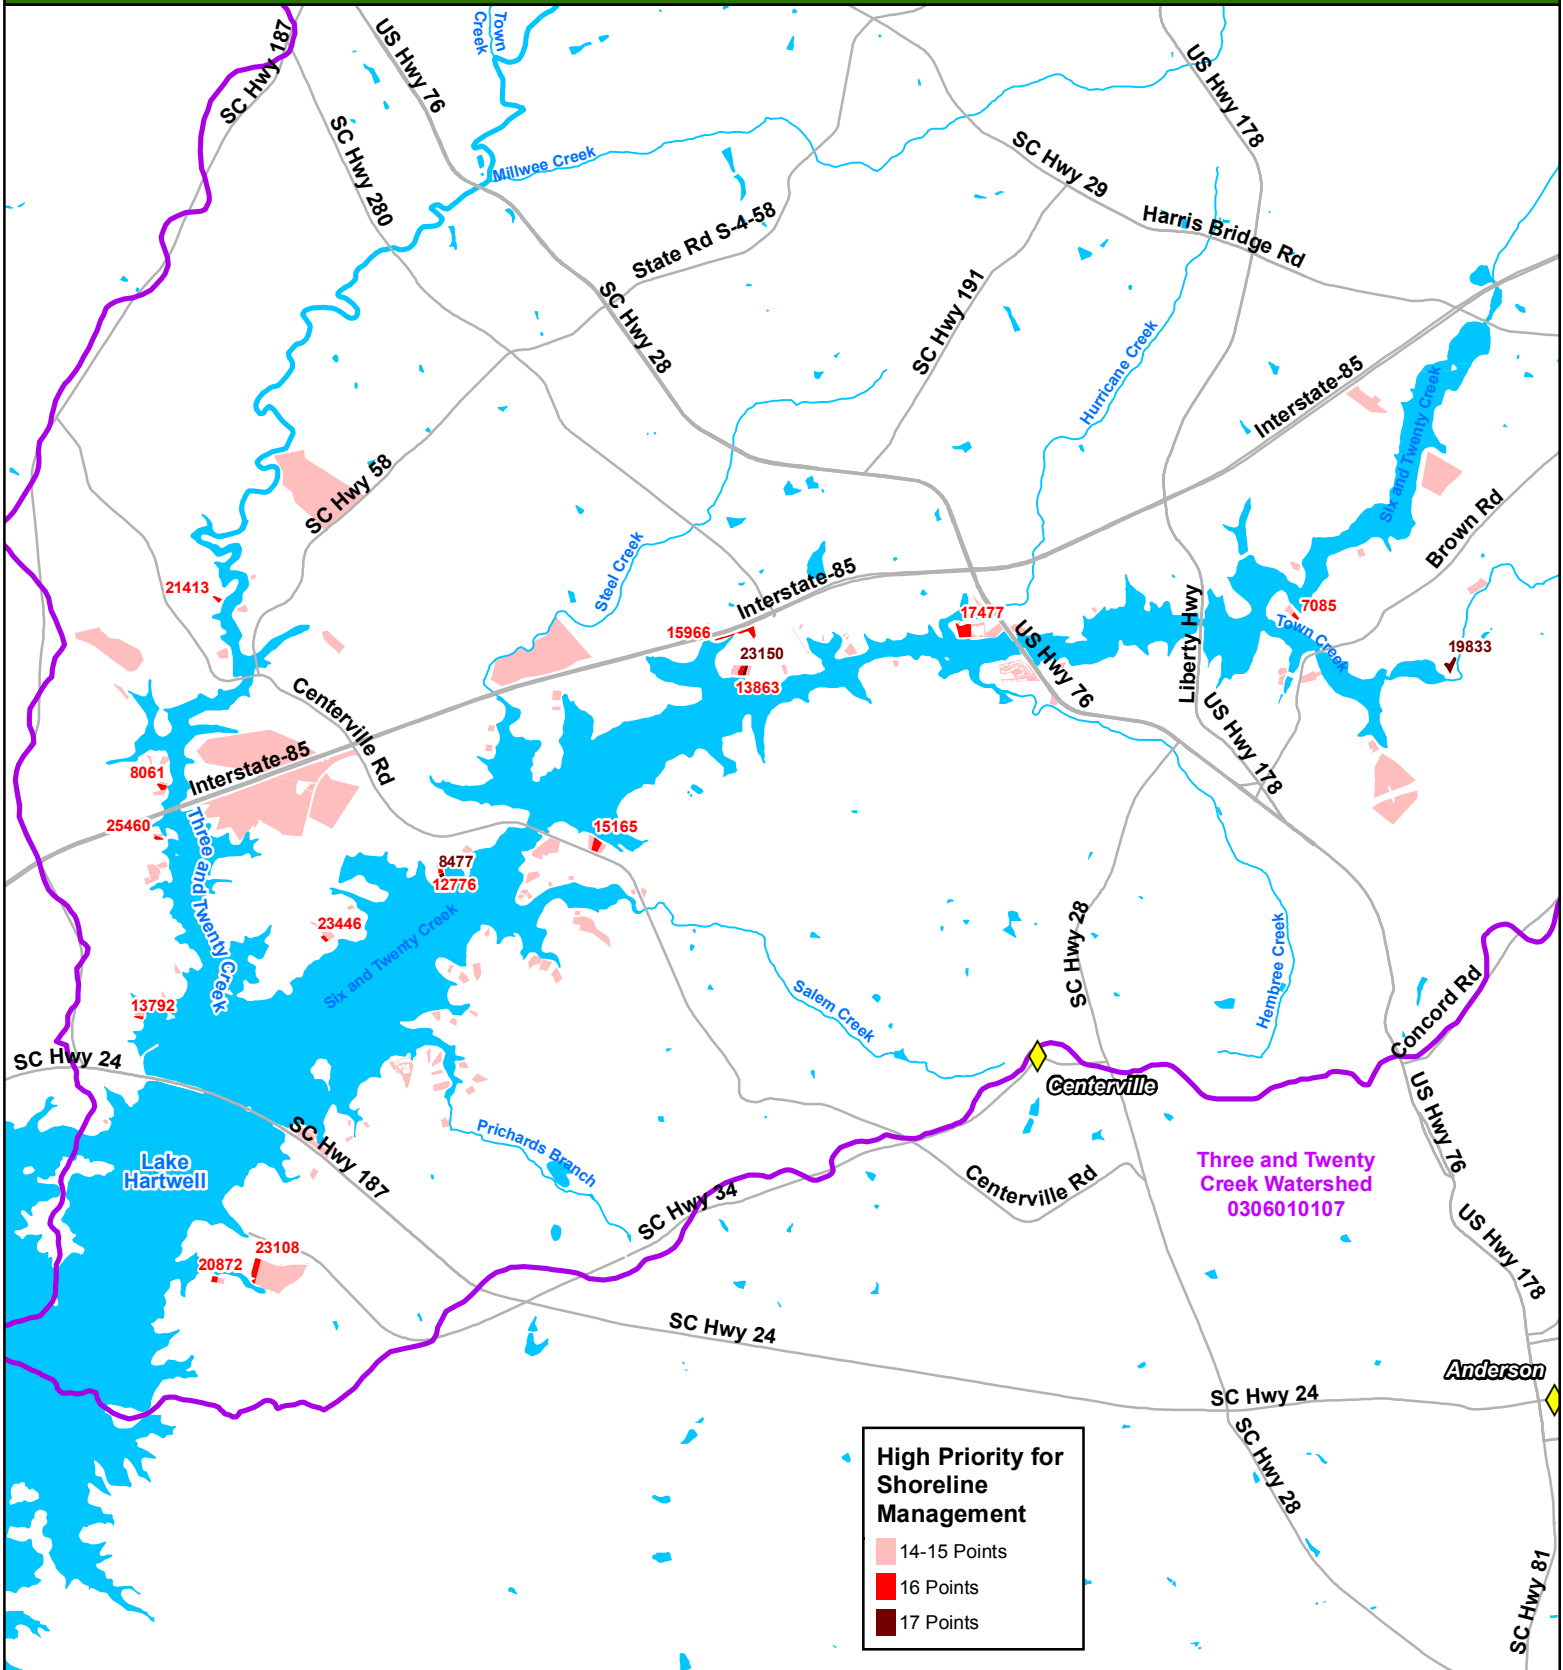 SC Hwy 187
US Hwy 76
Town
Creek
US Hwy 178
SC Hwy 280
Millwee Creek
SC Hwy 29
State Rd S-4-58
Harris Bridge Rd
SC Hwy 28
SC Hwy 191
Hurricane Creek
Interstate-85
Six and Twenty Creek
SC Hwy 58
Brown Rd
Steel Creek
Interstate-85
21413
15966
23150
13863
17477
US Hwy 76
Liberty Hwy
7085
Town Creek
19833
Centerville Rd
US Hwy 178
Interstate-85
8061
25460
Three and Twenty Creek
15165
8477
12776
23446
Six and Twenty Creek
13792
SC Hwy 28
Hembree Creek
Salem Creek
Concord Rd
SC Hwy 24
Centerville
SC Hwy 187
Prichards Branch
US Hwy 76
Lake
Hartwell
Three and Twenty
Creek Watershed
0306010107
Centerville Rd
SC Hwy 34
US Hwy 178
23108
20872
SC Hwy 24
Anderson
SC Hwy 24
SC Hwy 28
SC Hwy 81
High Priority for
Shoreline
Management
14-15 Points
16 Points
17 Points